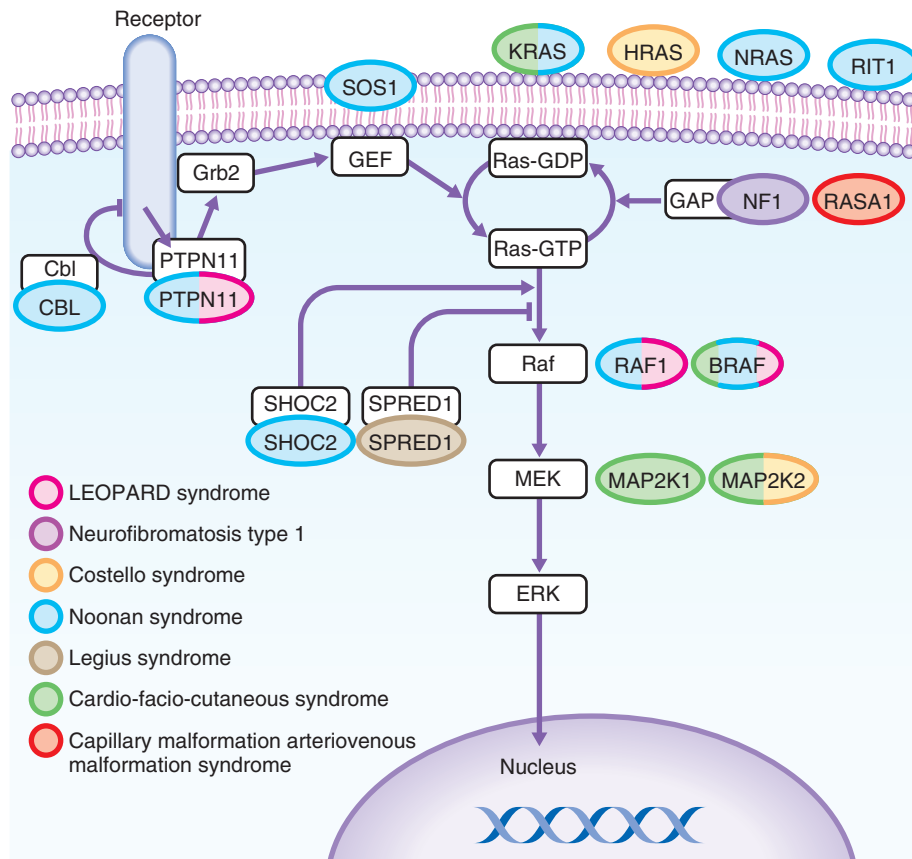 Receptor
KRAS
HRAS
NRAS
RIT1
SOS1
Grb2
GEF
Ras-GDP
GAP
NF1
RASA1
Ras-GTP
Cbl
CBL
PTPN11
PTPN11
Raf
RAF1
BRAF
SHOC2
SHOC2
SPRED1
SPRED1
MEK
MAP2K1
MAP2K2
ERK
LEOPARD syndrome
Neurofibromatosis type 1
Costello syndrome
Noonan syndrome
Legius syndrome
Cardio-facio-cutaneous syndrome
Capillary malformation arteriovenous
malformation syndrome
Nucleus